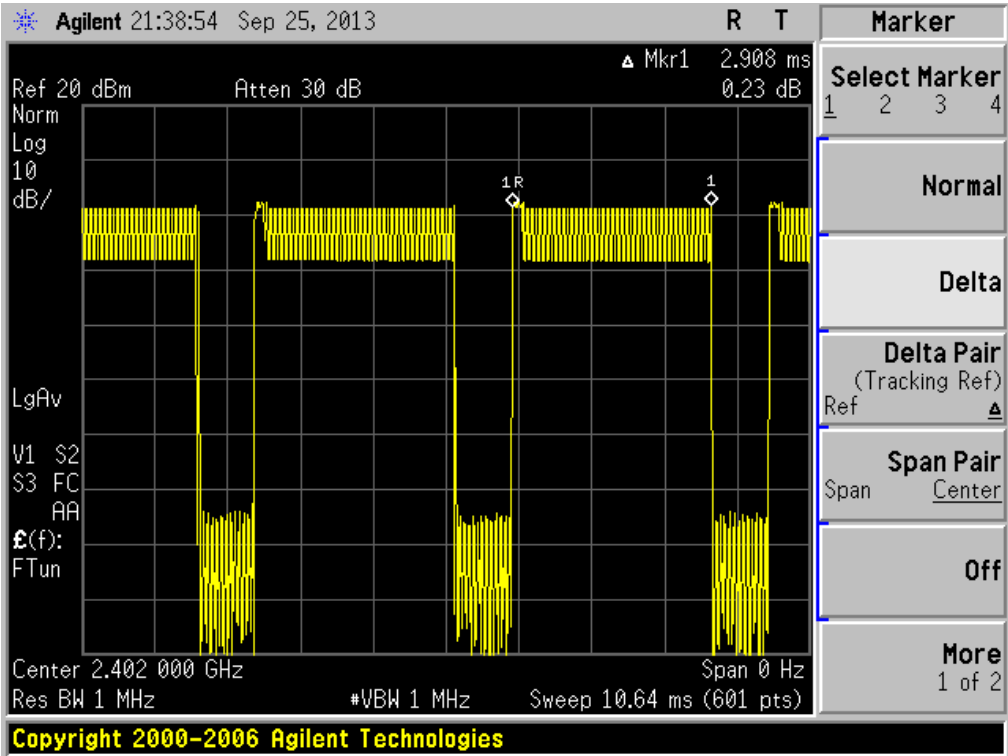 Agilent 21:38:54 Sep 25, 2013 R T
Δ Mkr1 2.908 ms
Ref 20 dBm Atten 30 dB 0.23 dB
Norm
Log
10
dB/
1R
1
LgAv
V1 S2
S3 FC
AA
£(f):
FTun
Center 2.402 000 GHz Span 0 Hz
Res BW 1 MHz #VBW 1 MHz Sweep 10.64 ms (601 pts)
Copyright 2000-2006 Agilent Technologies
Marker
Select Marker
1 2 3 4
Normal
Delta
Delta Pair
(Tracking Ref)
Ref Δ
Span Pair
Span Center
Off
More
1 of 2